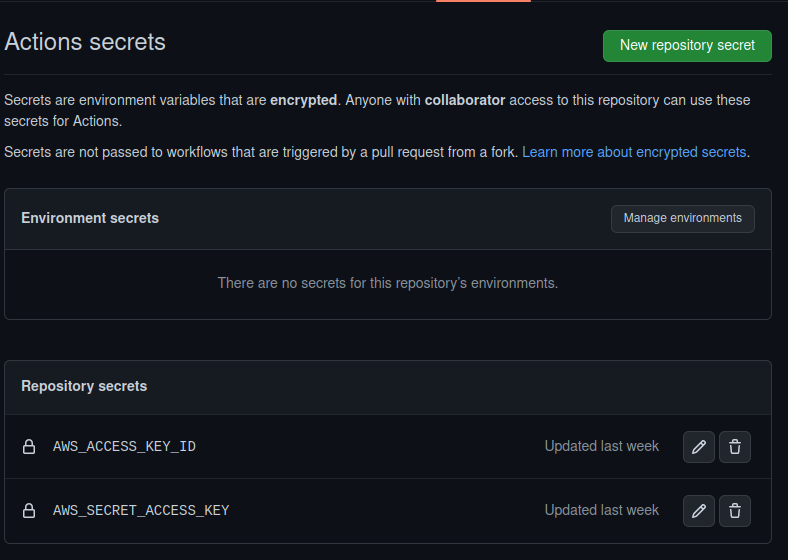 Actions secrets
New repository secret
Secrets are environment variables that are encrypted. Anyone with collaborator access to this repository can use these
secrets for Actions.
Secrets are not passed to workflows that are triggered by a pull request from a fork. Learn more about encrypted secrets.
Environment secrets
Manage environments
There are no secrets for this repository's environments.
Repository secrets
AWS_ACCESS_KEY_ID
Updated last week
AWS_SECRET_ACCESS_KEY
Updated last week